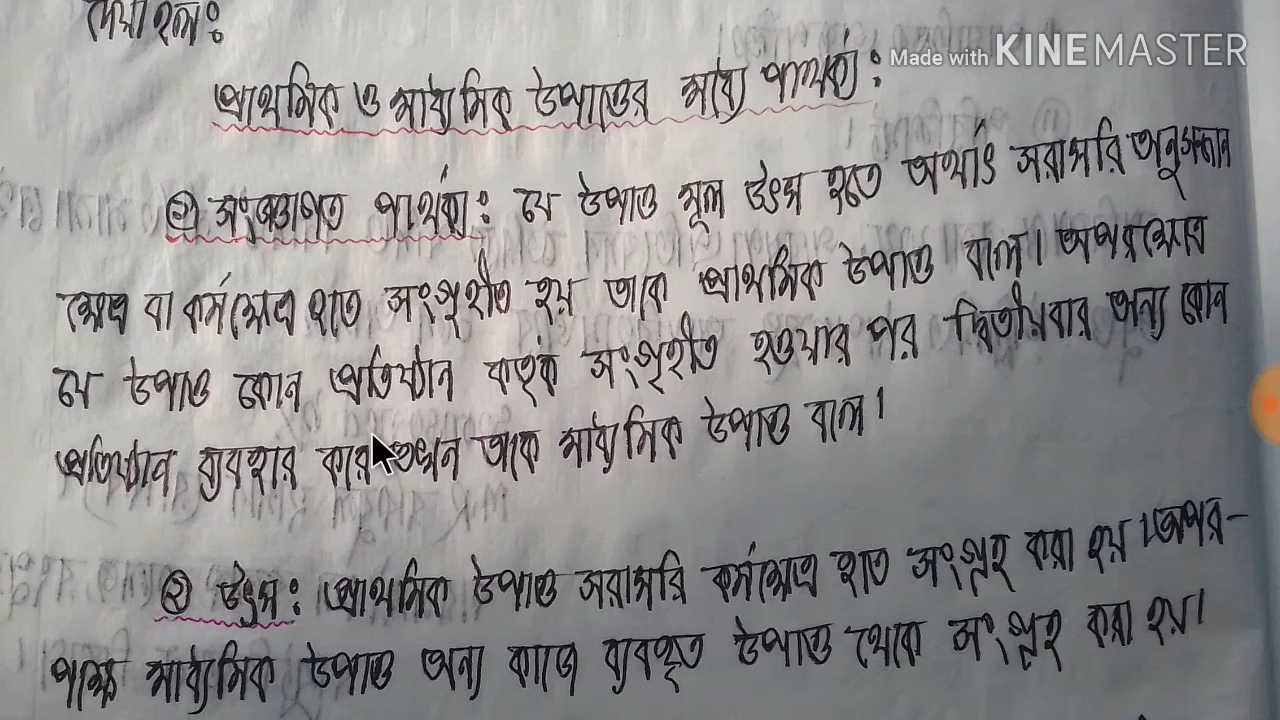 দেয়া হল:
Made with KINEMASTER
প্রাথমিক ও মাধ্যমিক উপাত্তের মধ্যে পার্থক্য:
১) সংজ্ঞাগত পার্থক্য: যে উপাত্ত মূল উৎস হতে অর্থাৎ সরাসরি অনুসন্ধান
ক্ষেত্র বা কর্মক্ষেত্র হতে সংগৃহীত হয় তাকে প্রাথমিক উপাত্ত বলে। অপরক্ষেত্রে
যে উপাত্ত কোন প্রতিষ্ঠান কর্তৃক সংগৃহীত হওয়ার পর দ্বিতীয়বার অন্য কোন
প্রতিষ্ঠান ব্যবহার করে তখন তাকে মাধ্যমিক উপাত্ত বলে।
২) উৎস: প্রাথমিক উপাত্ত সরাসরি কর্মক্ষেত্র হতে সংগ্রহ করা হয়। অপর-
পক্ষে মাধ্যমিক উপাত্ত অন্য কাজে ব্যবহৃত উপাত্ত থেকে সংগ্রহ করা হয়।